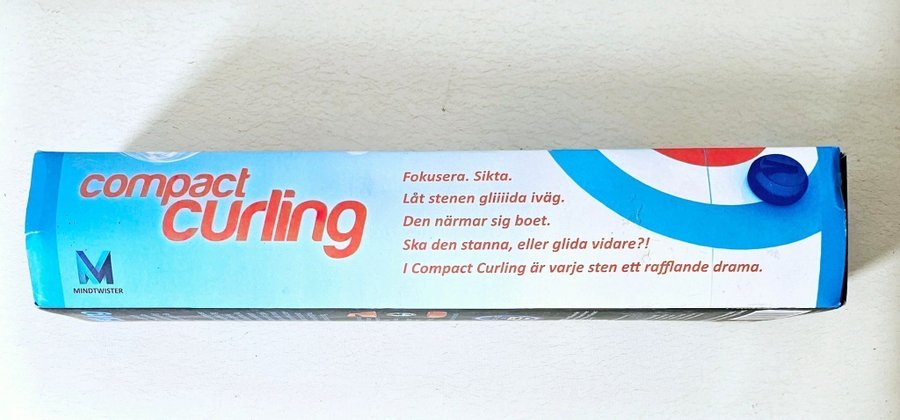 compact
curling
MINDTWISTER
Fokusera. Sikta.
Låt stenen gliiiida iväg.
Den närmar sig boet.
Ska den stanna, eller glida vidare?!
I Compact Curling är varje sten ett rafflande drama.